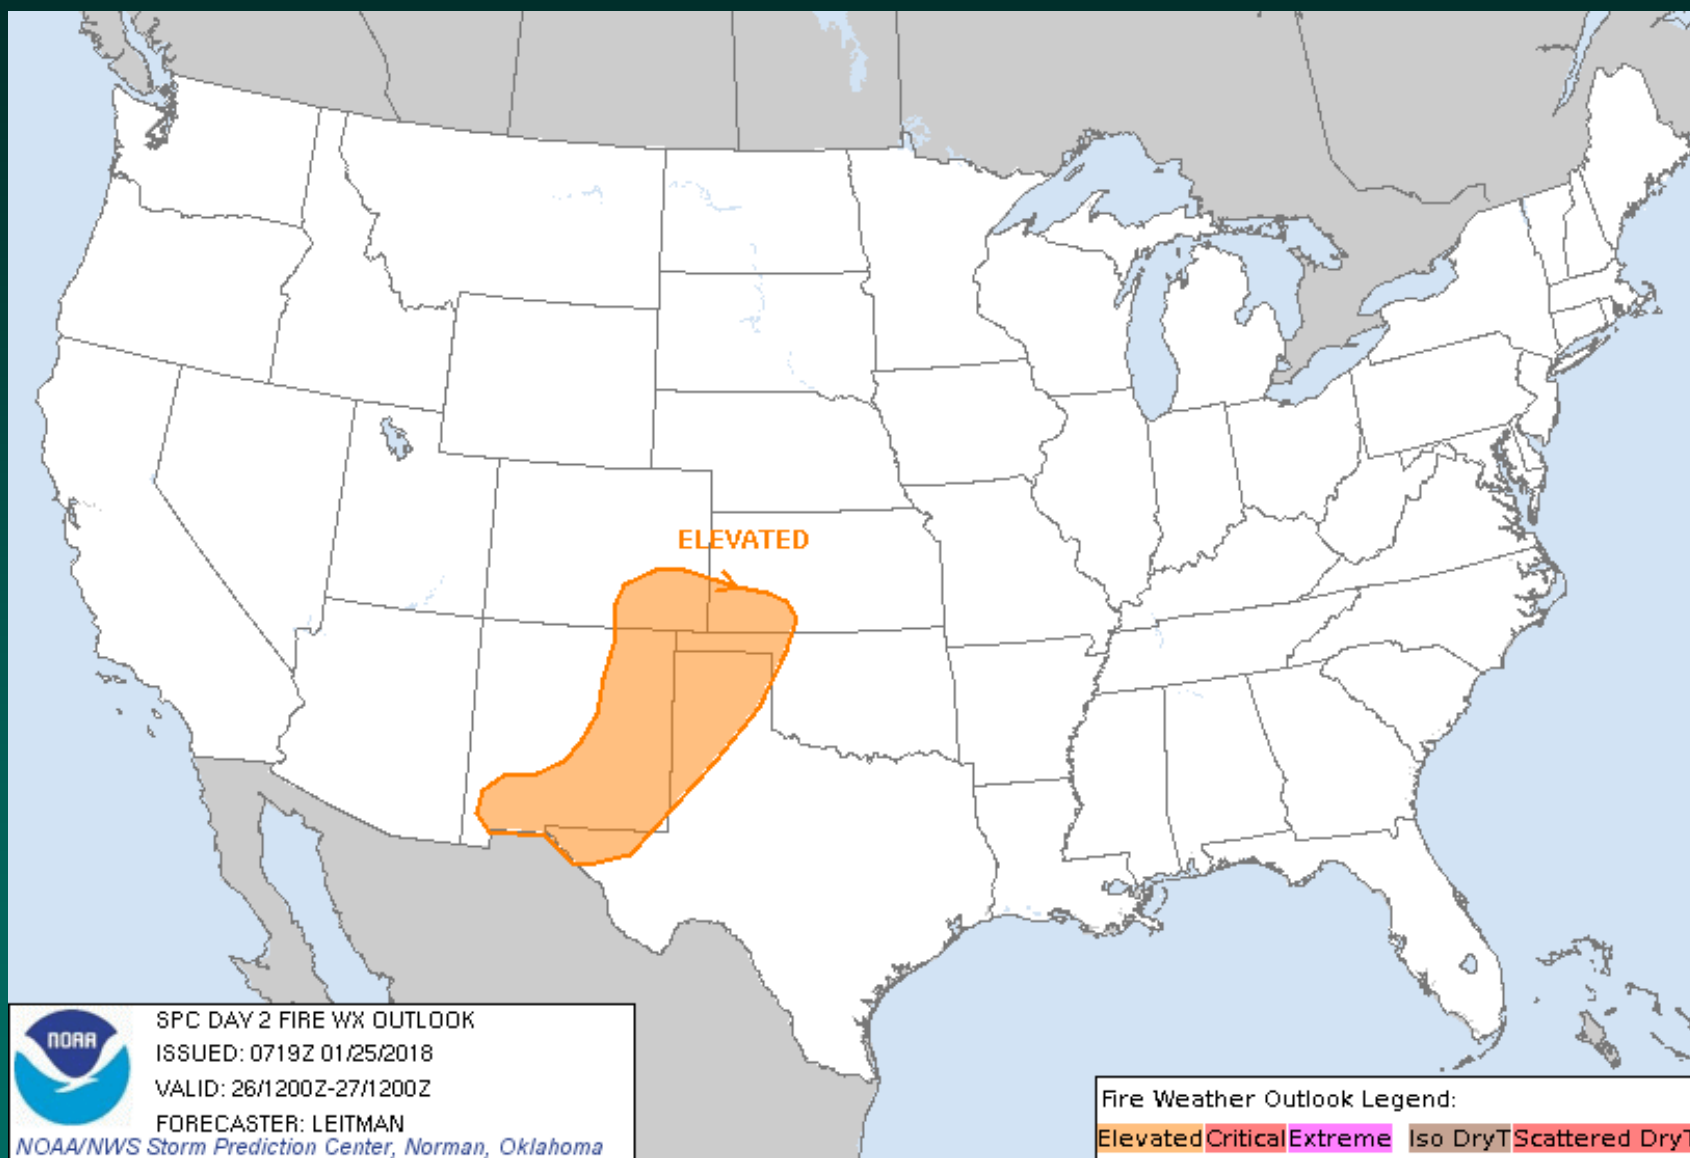 ELEVATED
NOAA
SPC DAY 2 FIRE WX OUTLOOK
ISSUED: 0719Z 01/25/2018
VALID: 26/1200Z-27/1200Z
FORECASTER: LEITMAN
NOAA/NWS Storm Prediction Center, Norman, Oklahoma
Fire Weather Outlook Legend:
Elevated Critical Extreme Iso DryT Scattered DryT